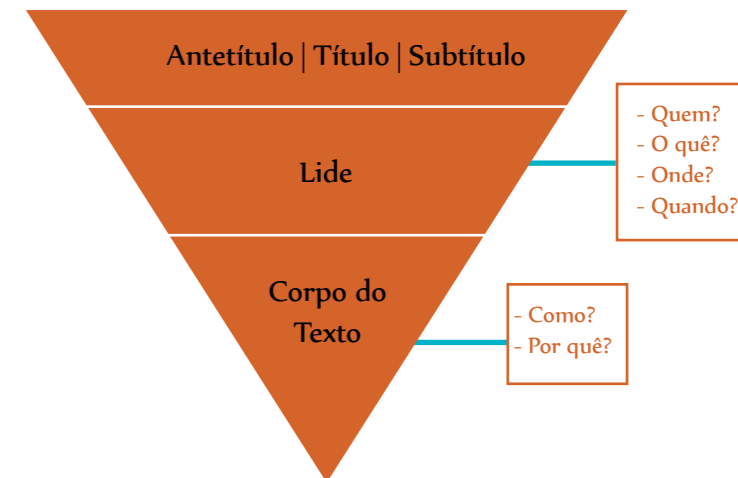 Antetítulo | Título | Subtítulo
Lide
- Quem?
- O quê?
- Onde?
- Quando?
Corpo do
Texto
- Como?
- Por quê?